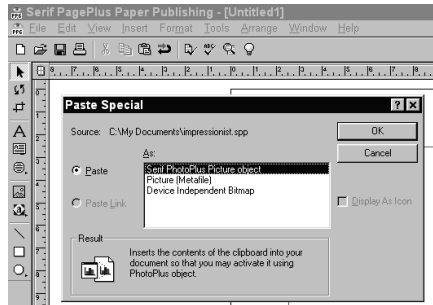 Serif PagePlus Paper Publishing - [Untitled1]
File Edit View Insert Format Tools Arrange Window Help
Paste Special
Source: C:\My Documents\impressionist.spp
As:
Paste
Paste Link
Serif PhotoPlus Picture object
Picture (Metafile)
Device Independent Bitmap
OK
Cancel
Display As Icon
Result
Inserts the contents of the clipboard into your
document so that you may activate it using
PhotoPlus object.